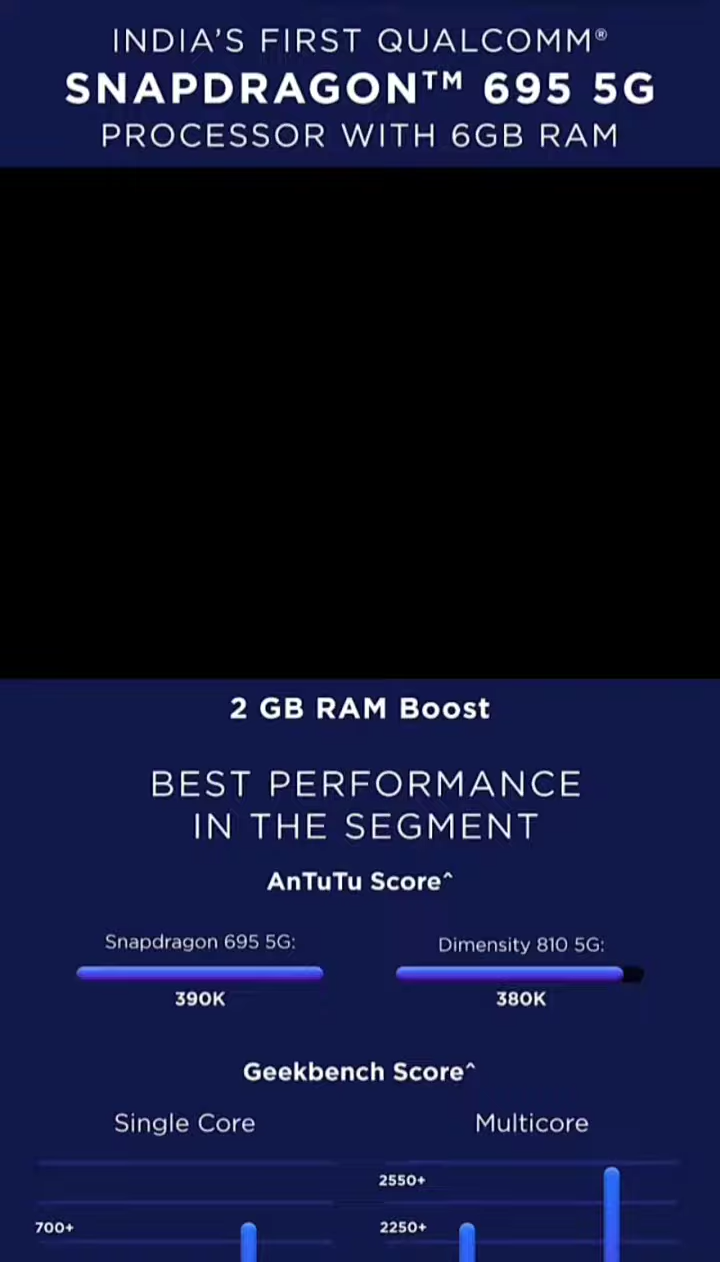 INDIA'S FIRST QUALCOMM®
SNAPDRAGON™ 695 5G
PROCESSOR WITH 6GB RAM
2 GB RAM Boost
BEST PERFORMANCE
IN THE SEGMENT
AnTuTu Score^
Snapdragon 695 5G:
Dimensity 810 5G:
390K
380K
Geekbench Score^
Single Core
Multicore
2550+
700+
2250+